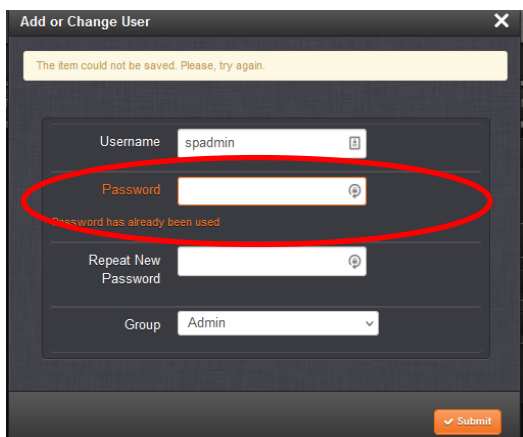 Add or Change User
The item could not be saved. Please, try again.
Username
spadmin
Password
Password has already been used
Repeat New
Password
Group
Admin
Submit